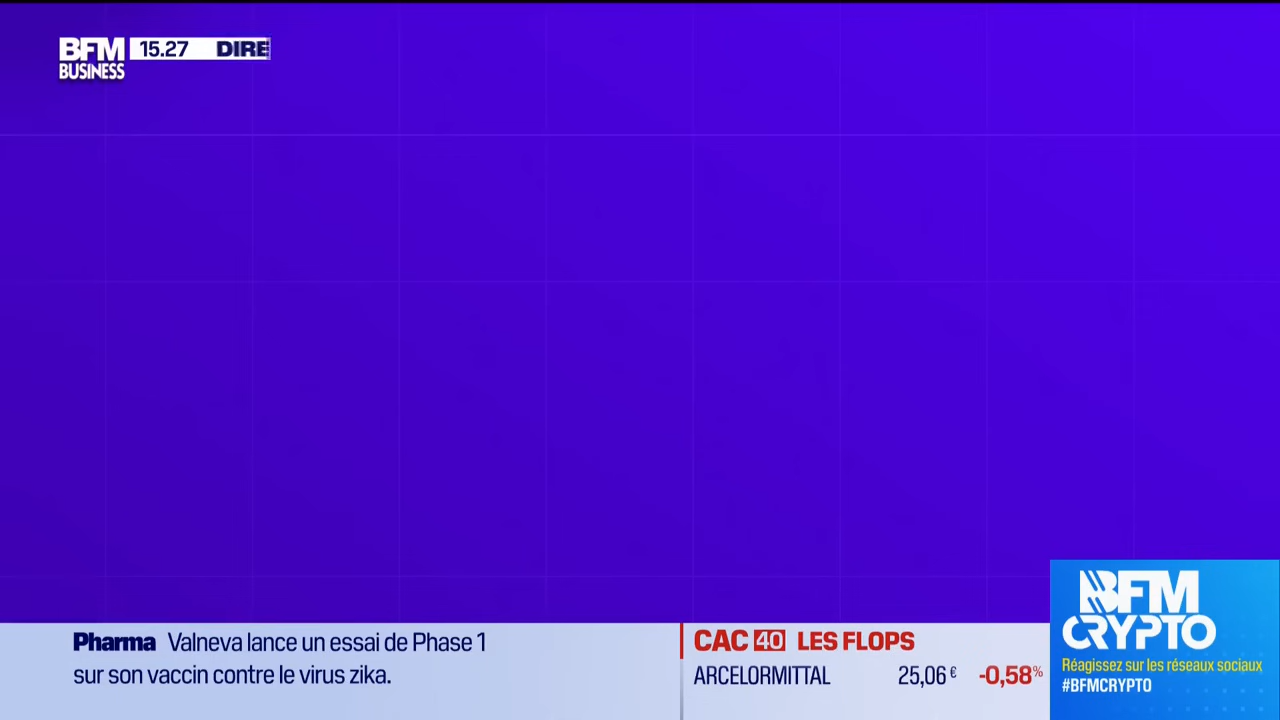 BFM
BUSINESS
15.27 DIRE
Pharma Valneva lance un essai de Phase 1
sur son vaccin contre le virus zika.
CAC 40 LES FLOPS
ARCELORMITTAL 25,06 € -0,58%
BFM
CRYPTO
Réagissez sur les réseaux sociaux
#BFMCRYPTO